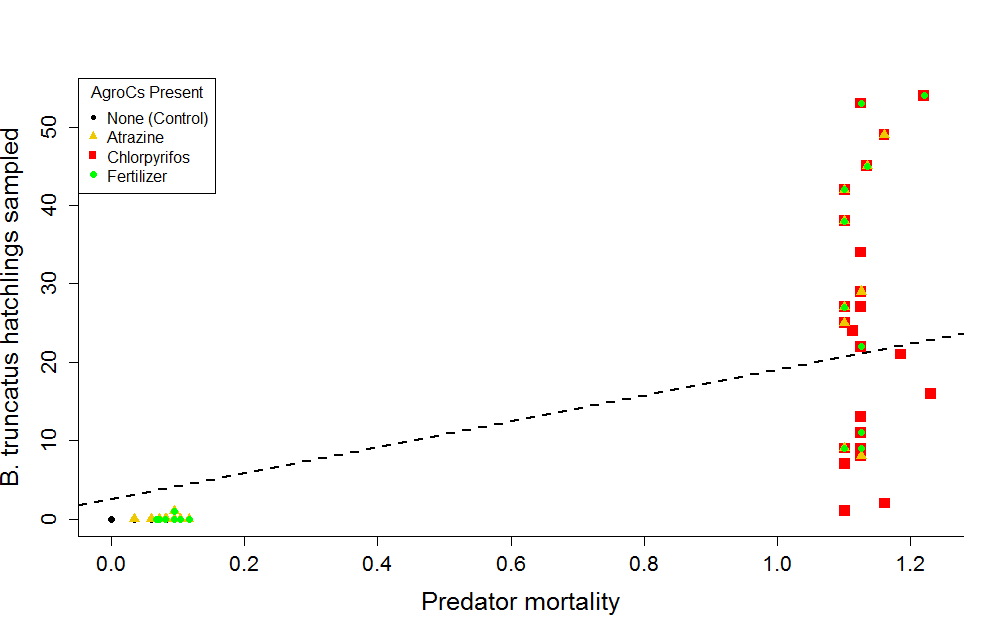 AgroCs Present
None (Control)
Atrazine
Chlorpyrifos
Fertilizer
B. truncatus hatchlings sampled
50
40
30
20
10
0
0.0 0.2 0.4 0.6 0.8 1.0 1.2
Predator mortality